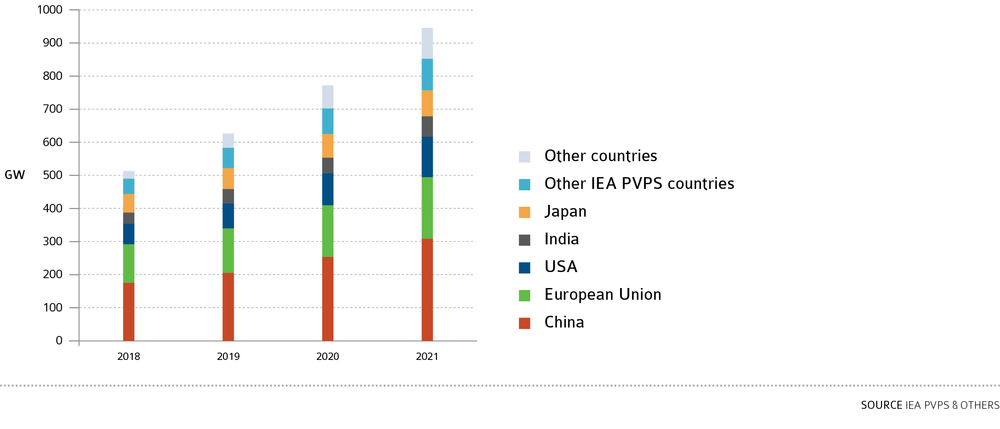 1000
900
800
700
600
500
400
300
200
100
0
GW
2018 2019 2020 2021
Other countries
Other IEA PVPS countries
Japan
India
USA
European Union
China
SOURCE IEA PVPS & OTHERS